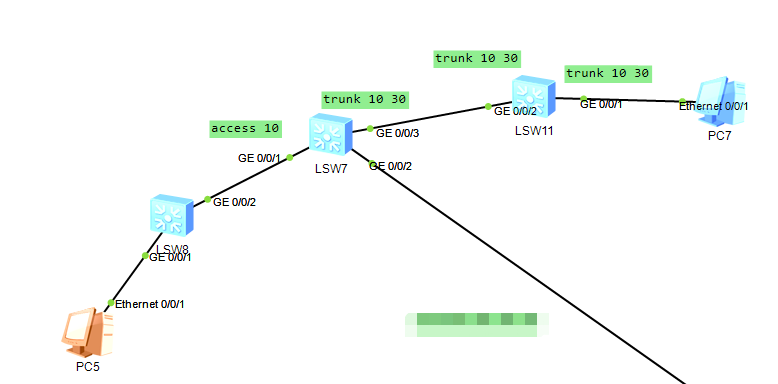 trunk 10 30
trunk 10 30
trunk 10 30
GE 0/0/2
GE 0/0/1
Ethernet 0/0/1
LSW11
PC7
access 10
GE 0/0/3
GE 0/0/1
LSW7
GE 0/0/2
GE 0/0/2
LSW8
GE 0/0/1
Ethernet 0/0/1
PC5